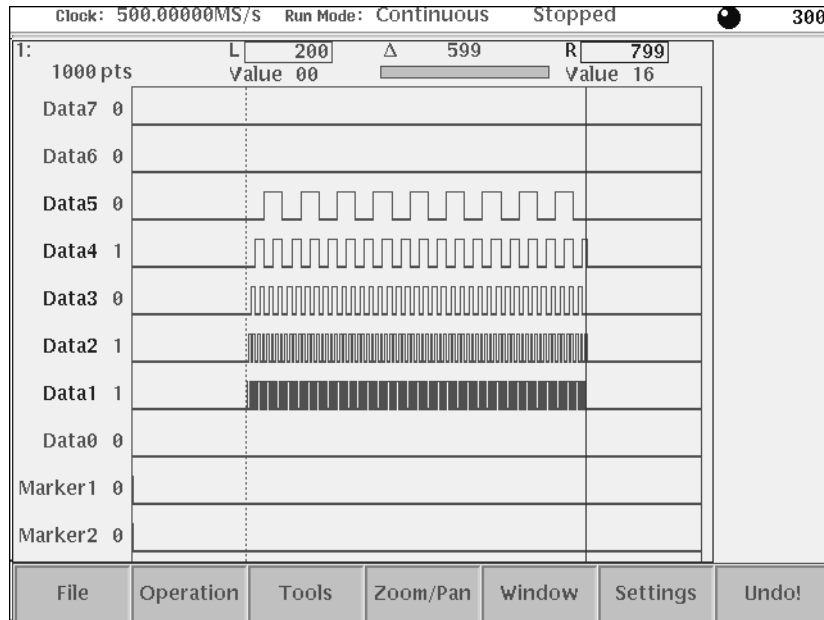 Clock: 500.00000MS/s Run Mode: Continuous Stopped 300
1: L 200 Δ 599 R 799
1000 pts Value 00 Value 16
Data7 0
Data6 0
Data5 0
Data4 1
Data3 0
Data2 1
Data1 1
Data0 0
Marker1 0
Marker2 0
File Operation Tools Zoom/Pan Window Settings Undo!